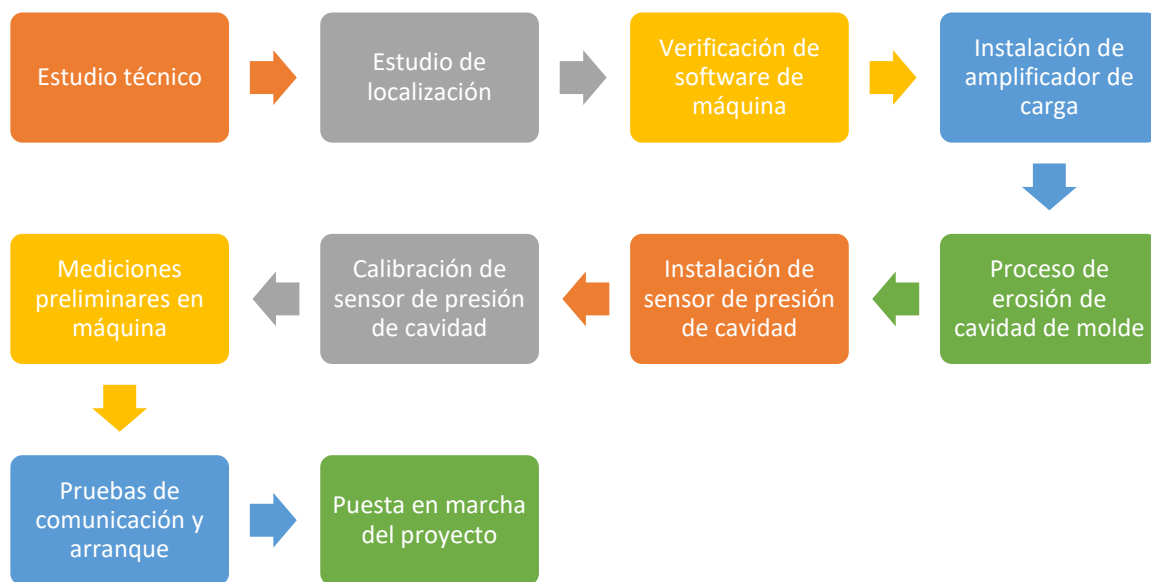 Estudio técnico
Estudio de
localización
Verificación de
software de
máquina
Instalación de
amplificador de
carga
Proceso de
erosión de
cavidad de molde
Instalación de
sensor de presión
de cavidad
Calibración de
sensor de presión
de cavidad
Mediciones
preliminares en
máquina
Pruebas de
comunicación y
arranque
Puesta en marcha
del proyecto